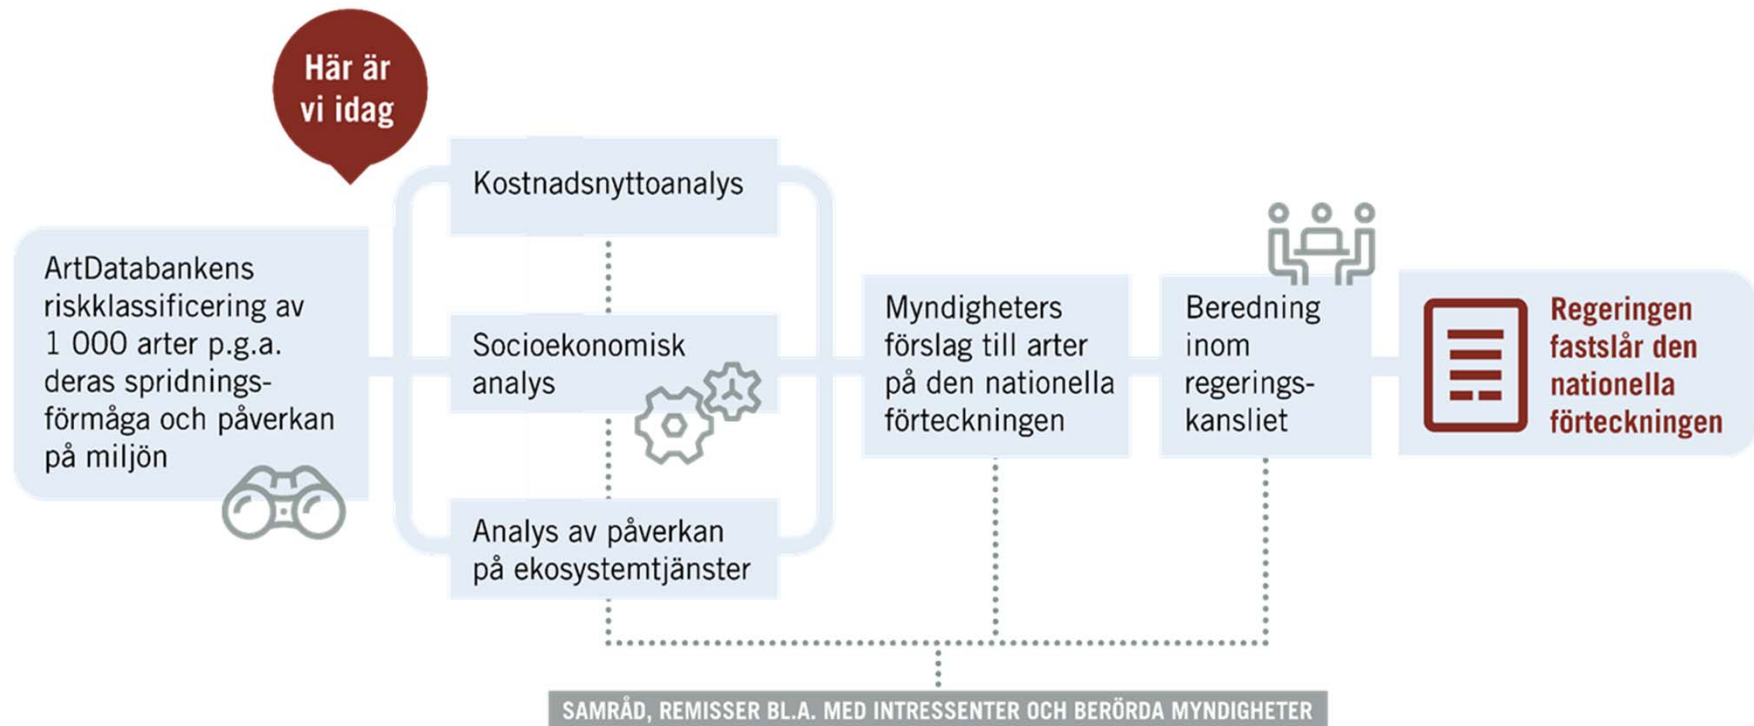 Här är
vi idag
ArtDatabankens
riskklassificering av
1 000 arter p.g.a.
deras spridnings-
förmåga och påverkan
på miljön
Kostnadsnyttoanalys
Socioekonomisk
analys
Analys av påverkan
på ekosystemtjänster
Myndigheters
förslag till arter
på den nationella
förteckningen
Beredning
inom
regerings-
kansliet
Regeringen
fastslår den
nationella
förteckningen
SAMRÅD, REMISSER BL.A. MED INTRESSENTER OCH BERÖRDA MYNDIGHETER